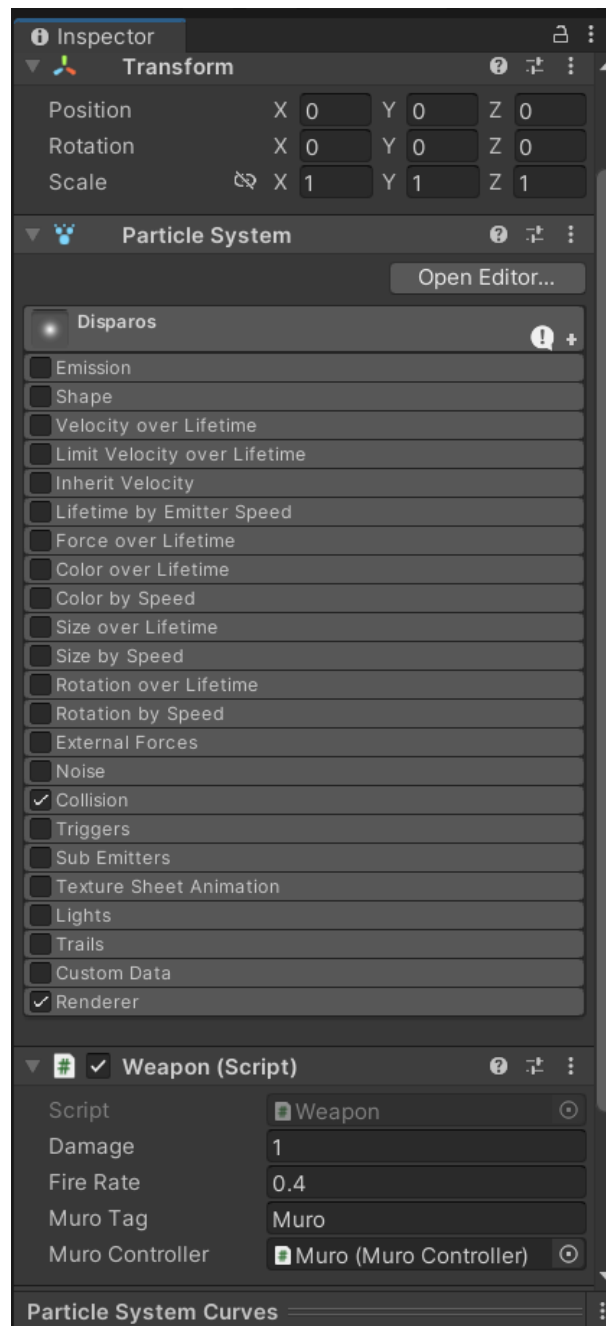 Inspector
Transform
Position X 0 Y 0 Z 0
Rotation X 0 Y 0 Z 0
Scale X 1 Y 1 Z 1
Particle System
Open Editor...
Disparos
Emission
Shape
Velocity over Lifetime
Limit Velocity over Lifetime
Inherit Velocity
Lifetime by Emitter Speed
Force over Lifetime
Color over Lifetime
Color by Speed
Size over Lifetime
Size by Speed
Rotation over Lifetime
Rotation by Speed
External Forces
Noise
Collision
Triggers
Sub Emitters
Texture Sheet Animation
Lights
Trails
Custom Data
Renderer
# Weapon (Script)
Script # Weapon
Damage 1
Fire Rate 0.4
Muro Tag Muro
Muro Controller # Muro (Muro Controller)
Particle System Curves